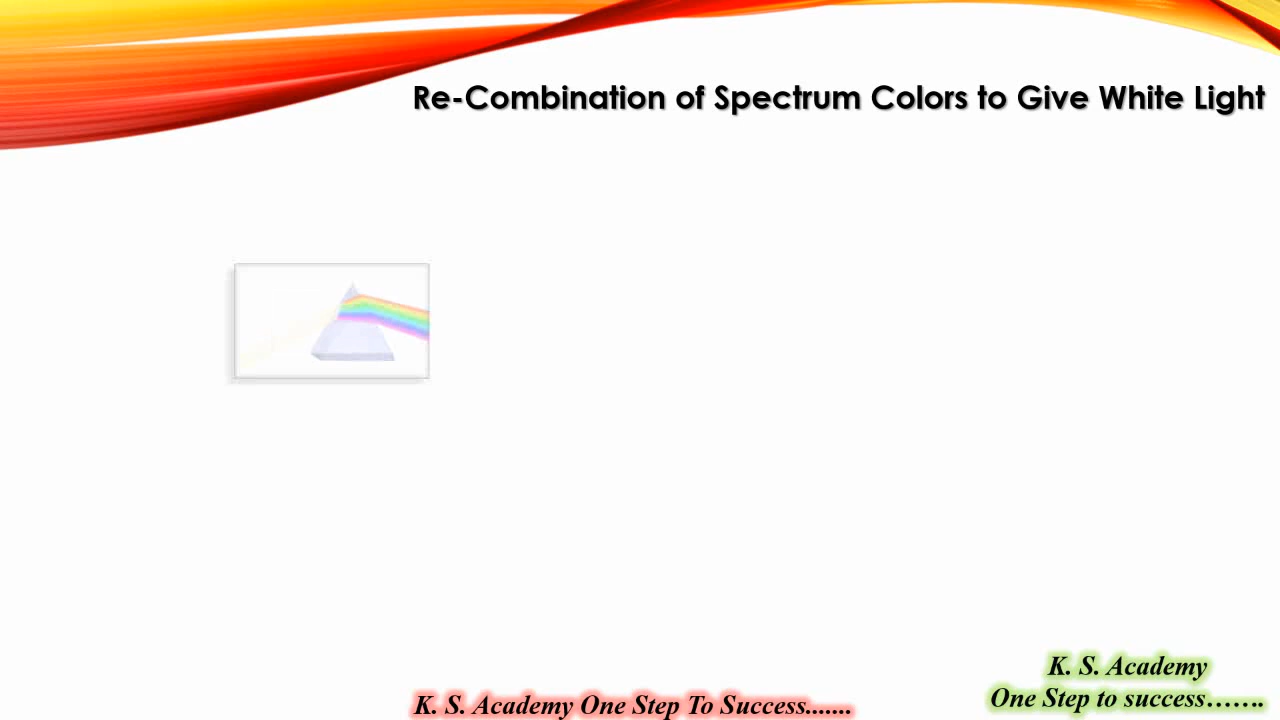 Re-Combination of Spectrum Colors to Give White Light
K. S. Academy
One Step to success…….
K. S. Academy One Step To Success.......